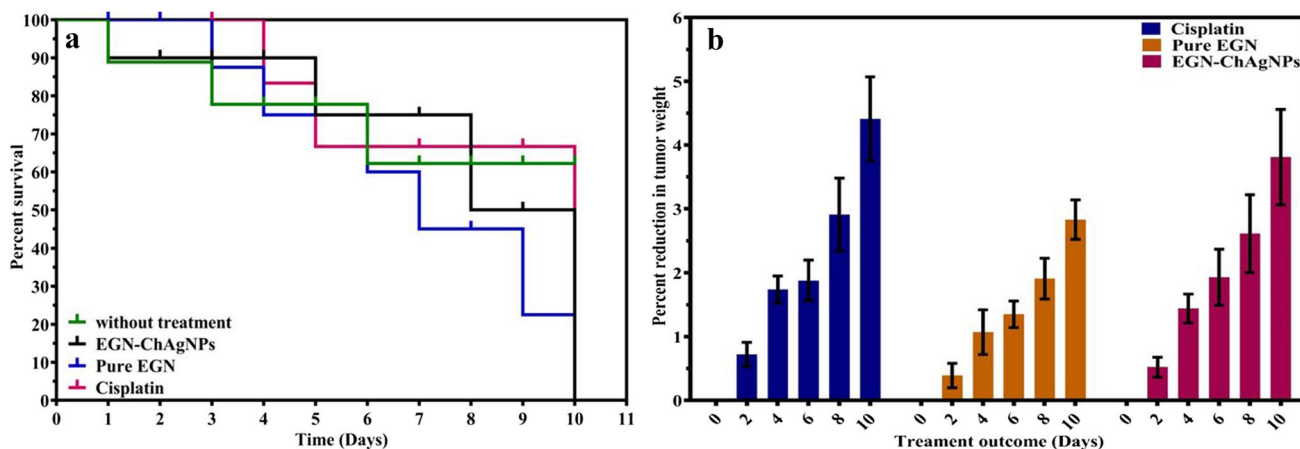 a
Percent survival
100
90
80
70
60
50
40
30
20
10
0
without treatment
EGN-ChAgNPs
Pure EGN
Cisplatin
0 1 2 3 4 5 6 7 8 9 10 11
Time (Days)
b
Percent reduction in tumor weight
6
5
4
3
2
1
0
Cisplatin
Pure EGN
EGN-ChAgNPs
0 2 4 6 8 10 0 2 4 6 8 10 0 2 4 6 8 10
Treament outcome (Days)